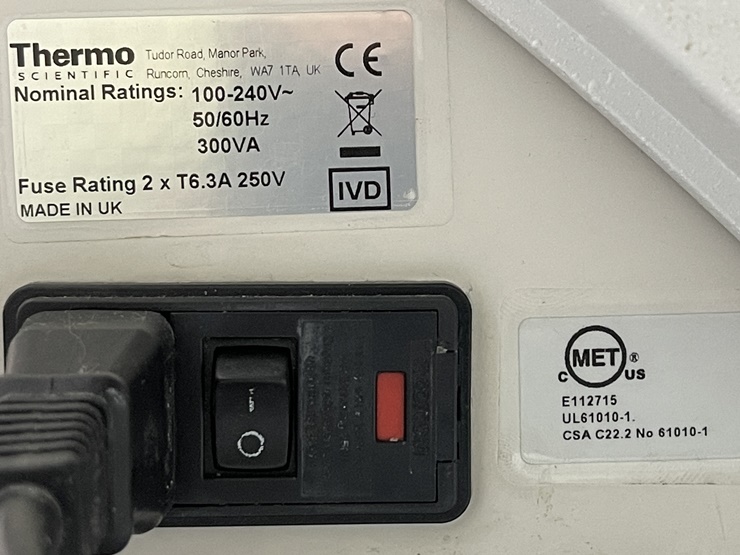 Thermo
SCIENTIFIC
Tudor Road, Manor Park,
Runcorn, Cheshire, WA7 1TA, UK
CE
Nominal Ratings: 100-240V~
50/60Hz
300VA
Fuse Rating 2 x T6.3A 250V
IVD
MADE IN UK
MET®
C US
E112715
UL61010-1.
CSA C22.2 No 61010-1